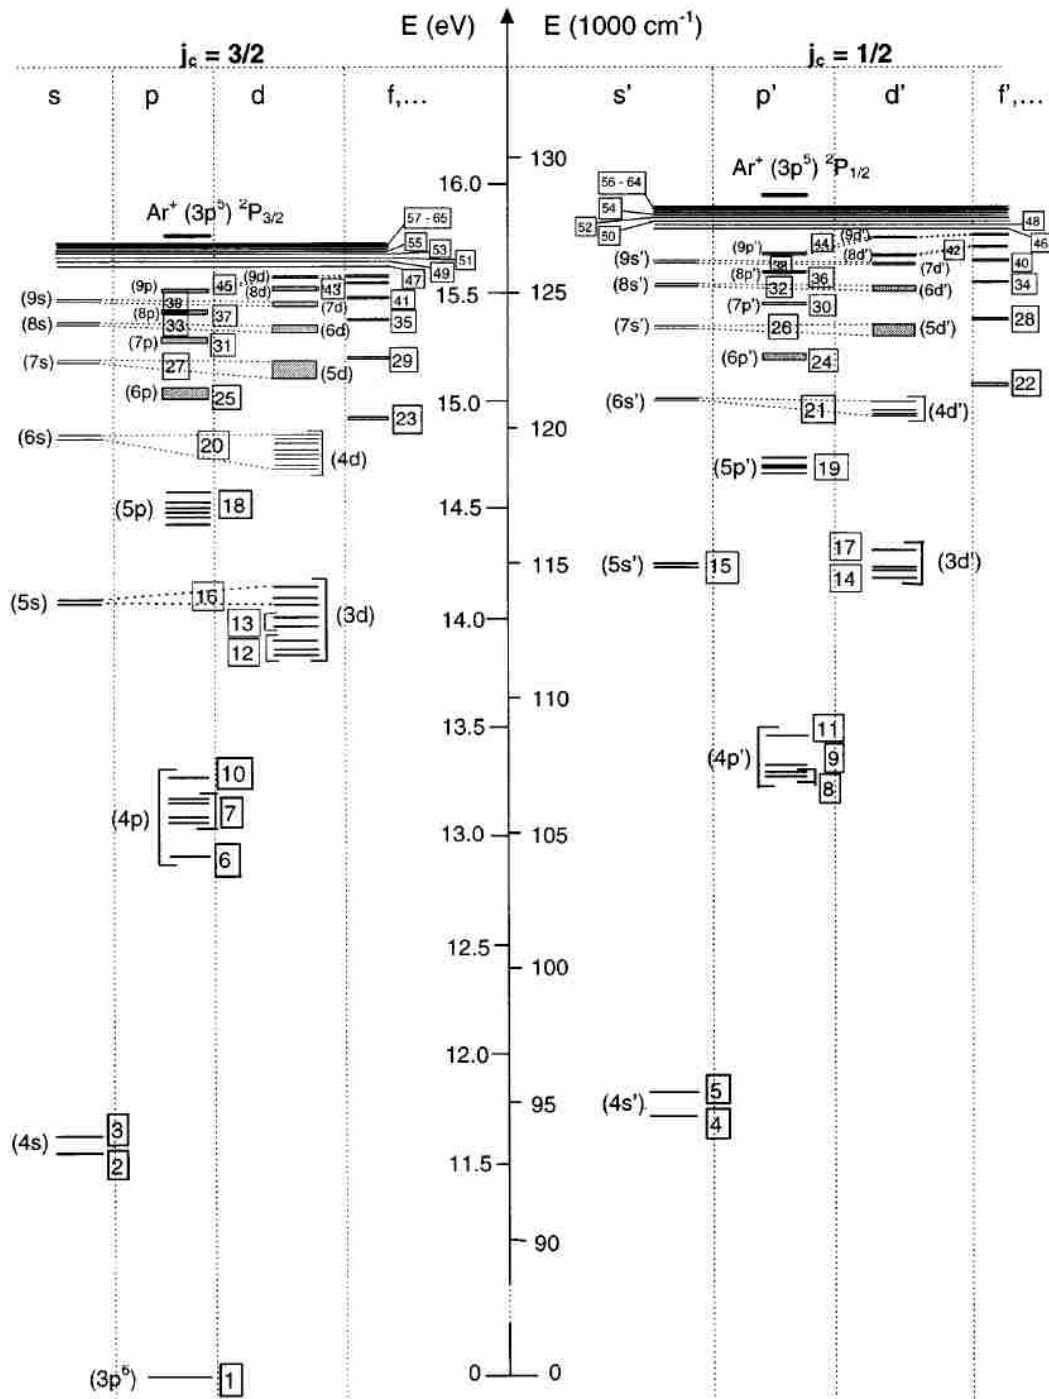 E (eV) E (1000 cm⁻¹)
j_c = 3/2 j_c = 1/2
s p d f,... s' p' d' f',...
130
Ar⁺ (3p⁵) ²P₁/₂
16.0
56 - 64
57 - 65
Ar⁺ (3p⁵) ²P₃/₂
54
55
52
50
48
46
53
51
49
(9p) 45 (9d) 43 47
(8d)
(9p') 44 (9d') 42
(8d')
(9s) 39 (7d) 41
(9s') 38 (7d') 40
15.5
125
(8p) 37
(8p') 36
(8s) 33 (6d) 35
(8s') 32 (6d') 34
(7p) 31
(7p') 30
(7s) 27 (5d) 29
(7s') 26 (5d') 28
(6p) 25
(6p') 24
23
22
15.0
(6s) 20 (4d)
(6s') 21 (4d')
120
(5p) 18
(5p') 19
14.5
115
(5s) 16 (3d)
13
12
(5s') 15
17
14
(3d')
14.0
110
13.5
(4p) 10
7
6
(4p') 11
9
8
13.0
105
12.5
100
12.0
95
(4s) 3
2
(4s') 5
4
11.5
90
(3p⁶) 1
0 0